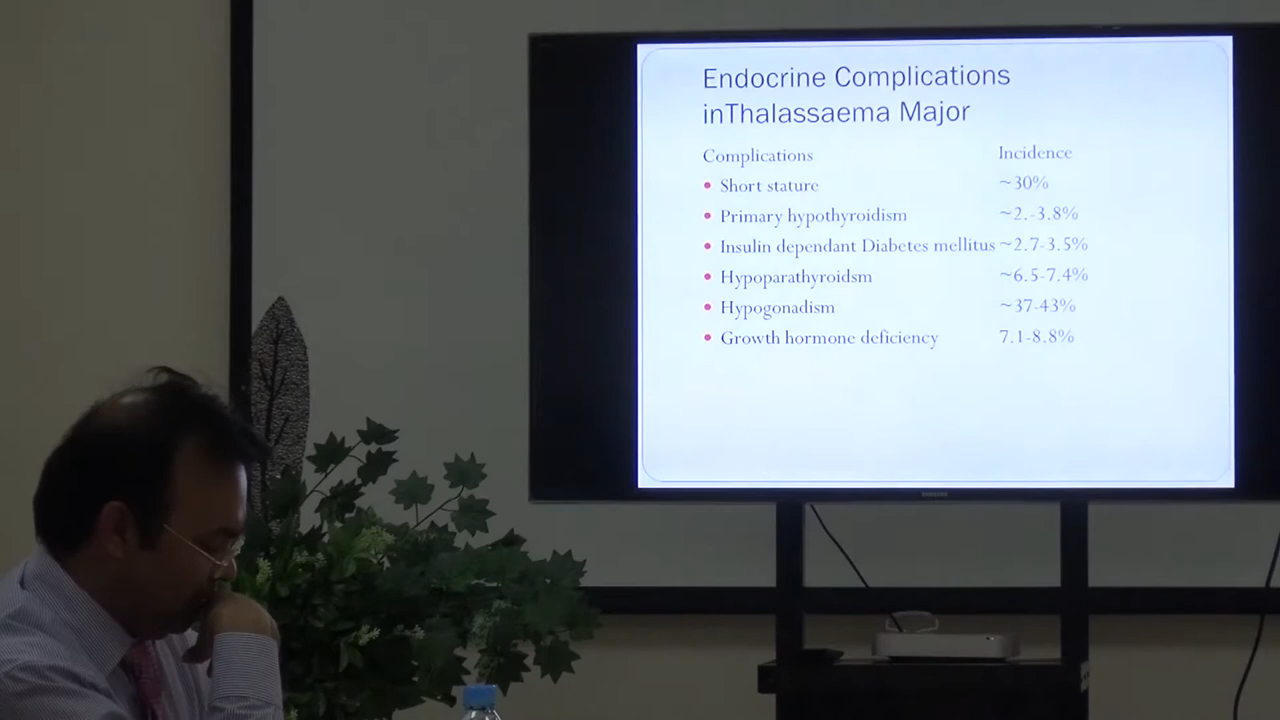 Endocrine Complications
inThalassaema Major
Complications Incidence
• Short stature ~30%
• Primary hypothyroidism ~2.-3.8%
• Insulin dependant Diabetes mellitus ~2.7-3.5%
• Hypoparathyroidsm ~6.5-7.4%
• Hypogonadism ~37-43%
• Growth hormone deficiency 7.1-8.8%
SAMSUNG